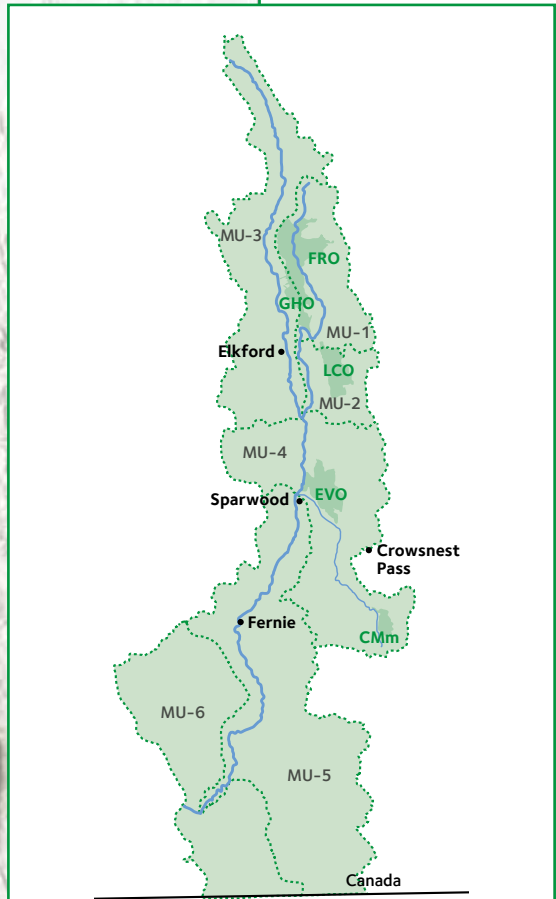 MU-3
FRO
GHO
MU-1
Elkford
LCO
MU-2
MU-4
EVO
Sparwood
Crowsnest
Pass
Fernie
CMm
MU-6
MU-5
Canada